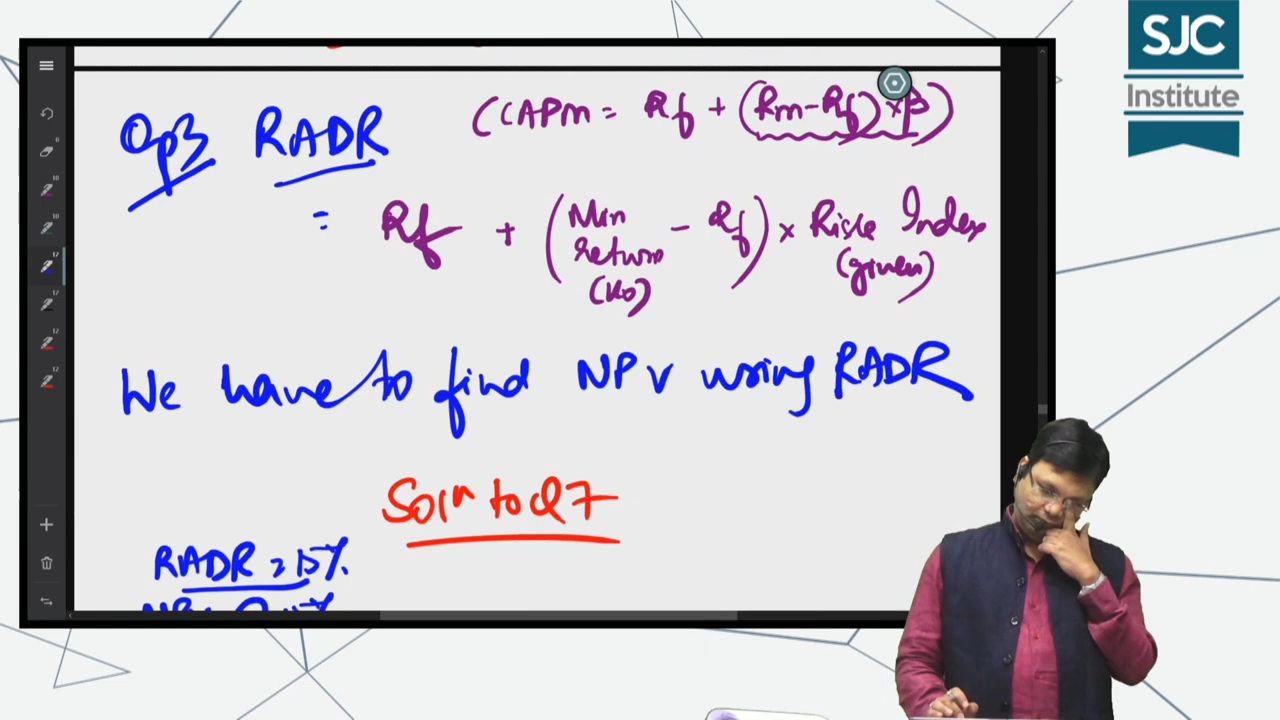 SJC
Institute
(CAPM = Rf + (Rm - Rf) × β)
Op3 RADR
= Rf + (Min return (Ko) - Rf) × Risk Index (given)
We have to find NPV using RADR
Soln to Q7
RADR = 15%